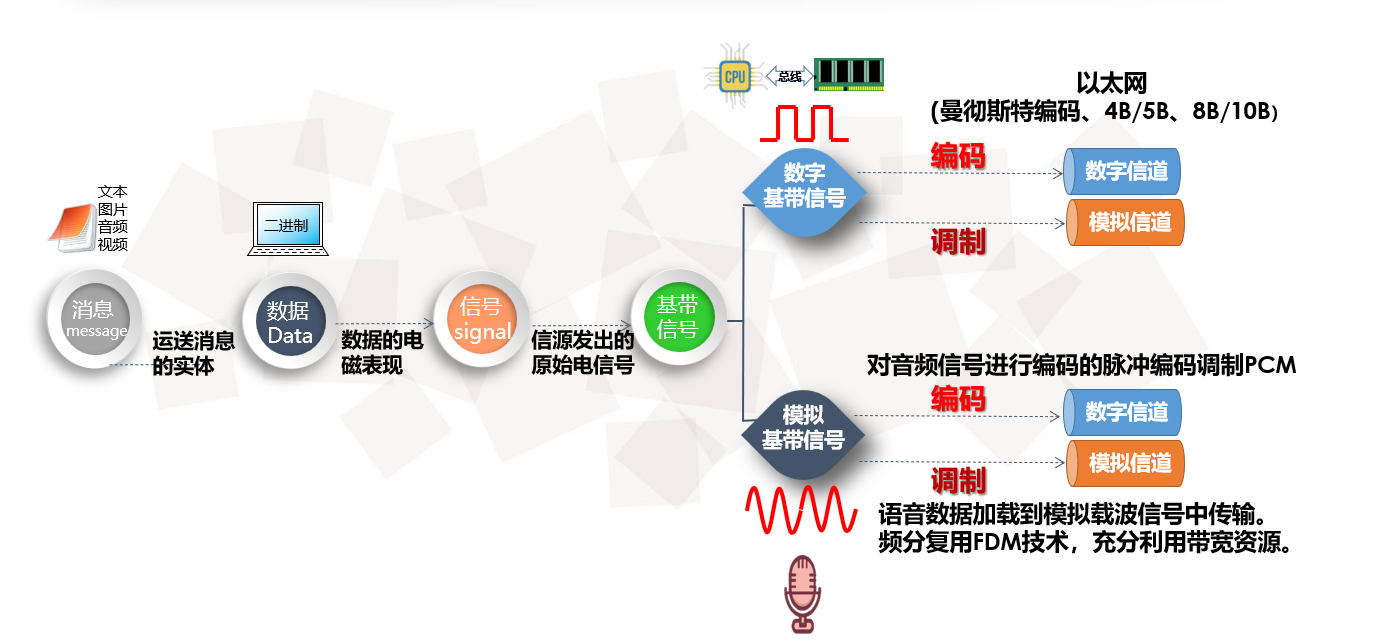 文本
图片
音频
视频
消息
message
运送消息
的实体
二进制
数据
Data
数据的电
磁表现
信号
signal
信源发出的
原始电信号
基带
信号
CPU
总线
数字
基带信号
以太网
(曼彻斯特编码、4B/5B、8B/10B)
编码
数字信道
调制
模拟信道
模拟
基带信号
对音频信号进行编码的脉冲编码调制PCM
编码
数字信道
调制
模拟信道
语音数据加载到模拟载波信号中传输。
频分复用FDM技术，充分利用带宽资源。